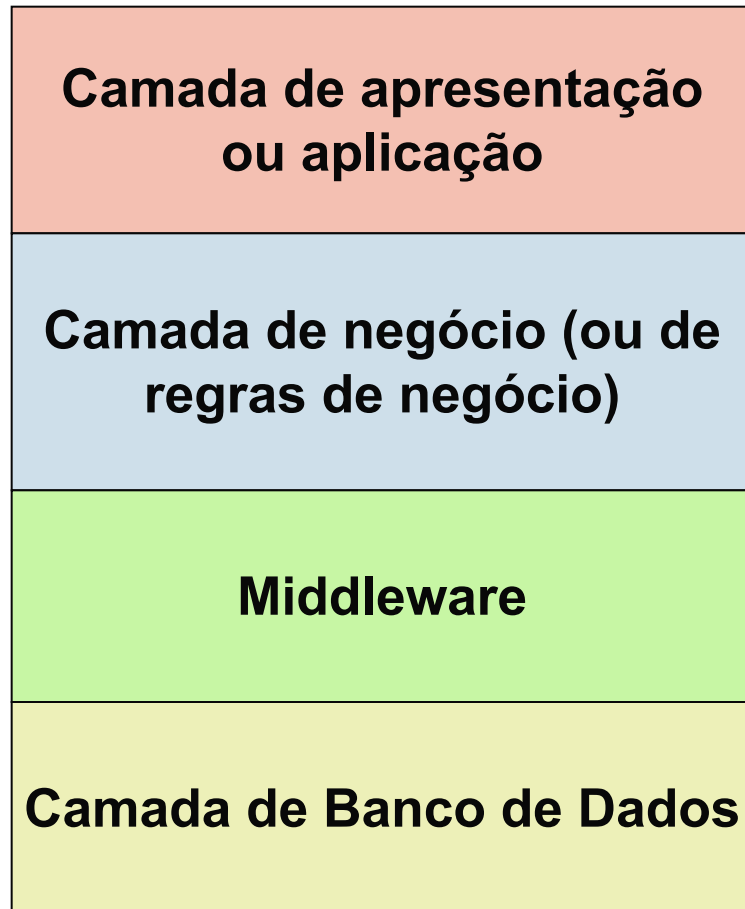 Camada de apresentação
ou aplicação
Camada de negócio (ou de
regras de negócio)
Middleware
Camada de Banco de Dados